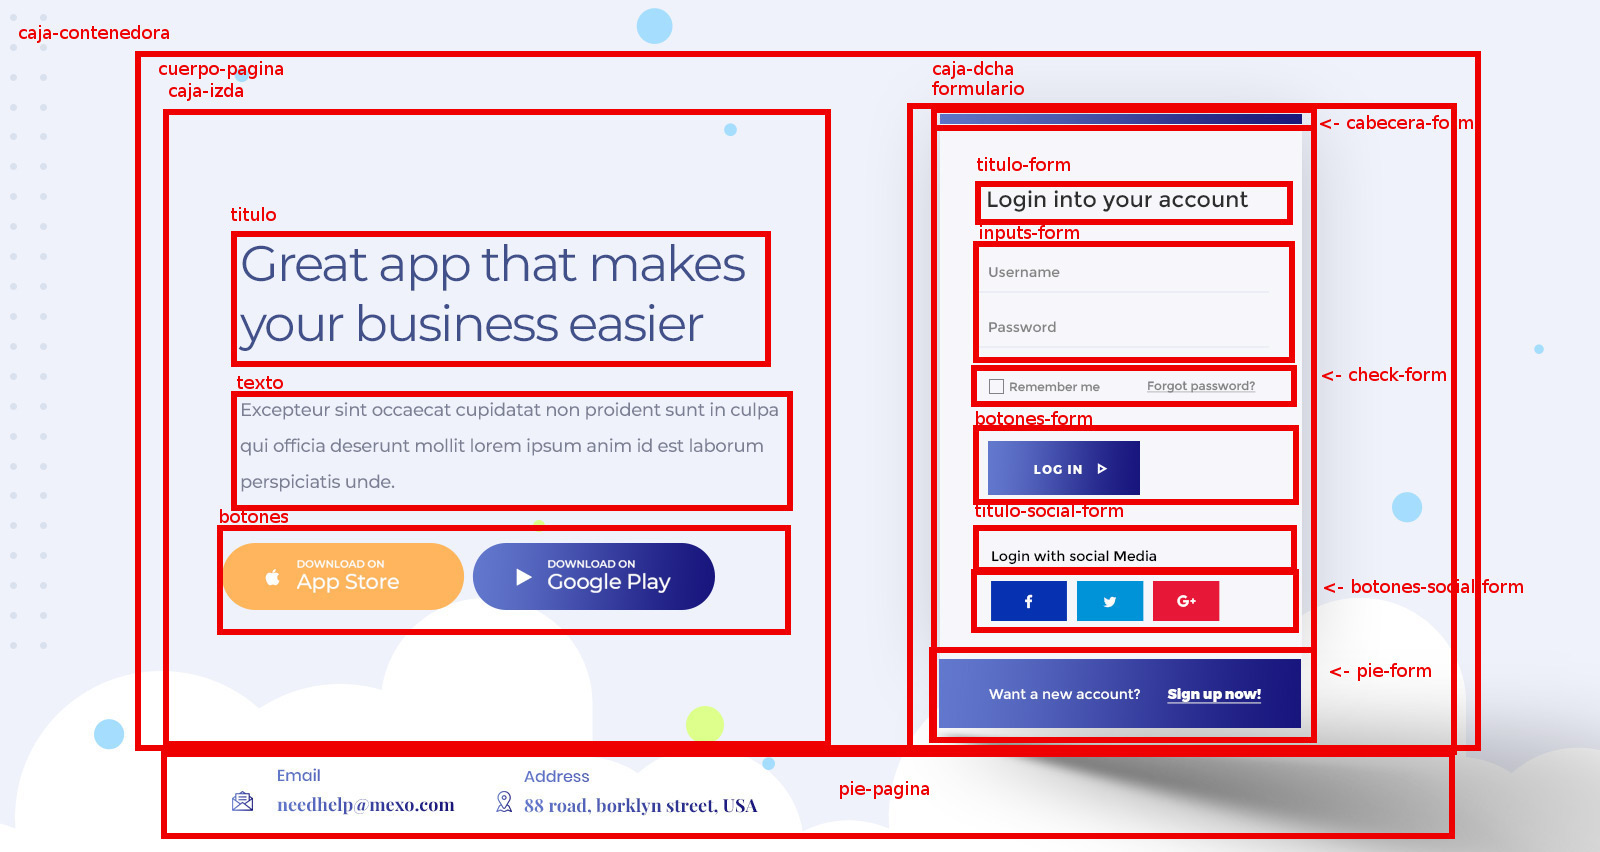 caja-contenedora
cuerpo-pagina
caja-izda
titulo
Great app that makes
your business easier
texto
Excepteur sint occaecat cupidatat non proident sunt in culpa
qui officia deserunt mollit lorem ipsum anim id est laborum
perspiciatis unde.
botones
DOWNLOAD ON
App Store
DOWNLOAD ON
Google Play
caja-dcha
formulario
<- cabecera-form
titulo-form
Login into your account
inputs-form
Username
Password
<- check-form
Remember me
Forgot password?
botones-form
LOG IN
titulo-social-form
Login with social Media
<- botones-social-form
f
G+
<- pie-form
Want a new account? Sign up now!
pie-pagina
Email
needhelp@mexo.com
Address
88 road, borklyn street, USA